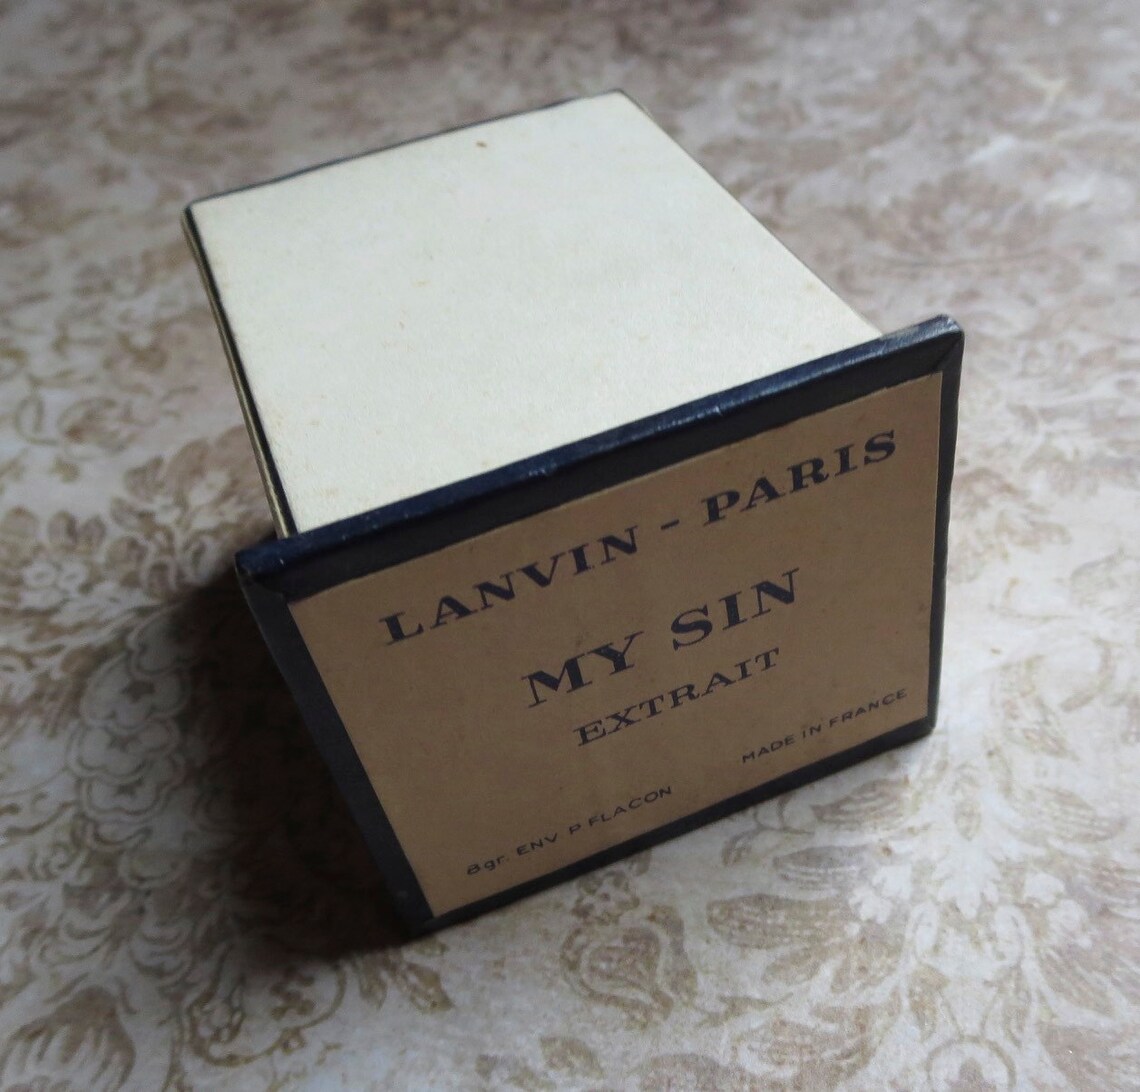 LANVIN - PARIS
MY SIN
EXTRAIT
8gr. ENV P FLACON
MADE IN FRANCE